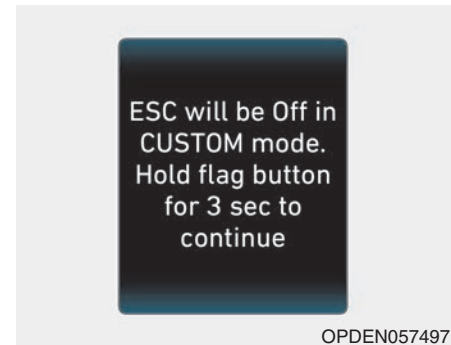 ESC will be Off in
CUSTOM mode.
Hold flag button
for 3 sec to
continue
OPDEN057497